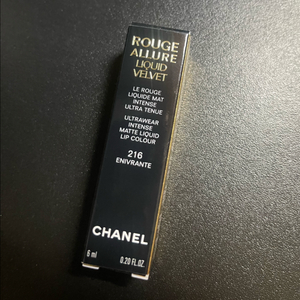 ROUGE
ALLURE
LIQUID
VELVET
LE ROUGE
LIQUIDE MAT
INTENSE
ULTRA TENUE
ULTRAWEAR
INTENSE
MATTE LIQUID
LIP COLOUR
216
ENIVRANTE
CHANEL
6 ml 0.20 FL.OZ.